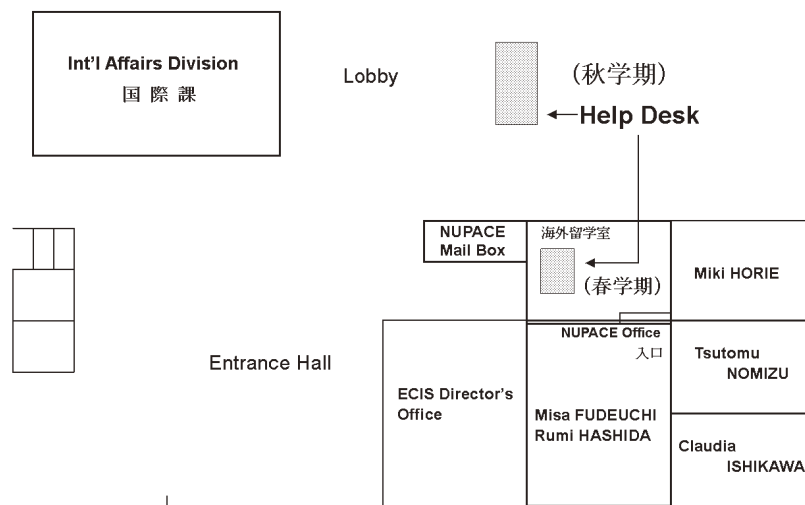 Int'l Affairs Division
国 際 課
Lobby
(秋学期)
Help Desk
NUPACE
Mail Box
海外留学室
(春学期)
Miki HORIE
NUPACE Office
入口
Entrance Hall
ECIS Director's
Office
Misa FUDEUCHI
Rumi HASHIDA
Tsutomu
NOMIZU
Claudia
ISHIKAWA